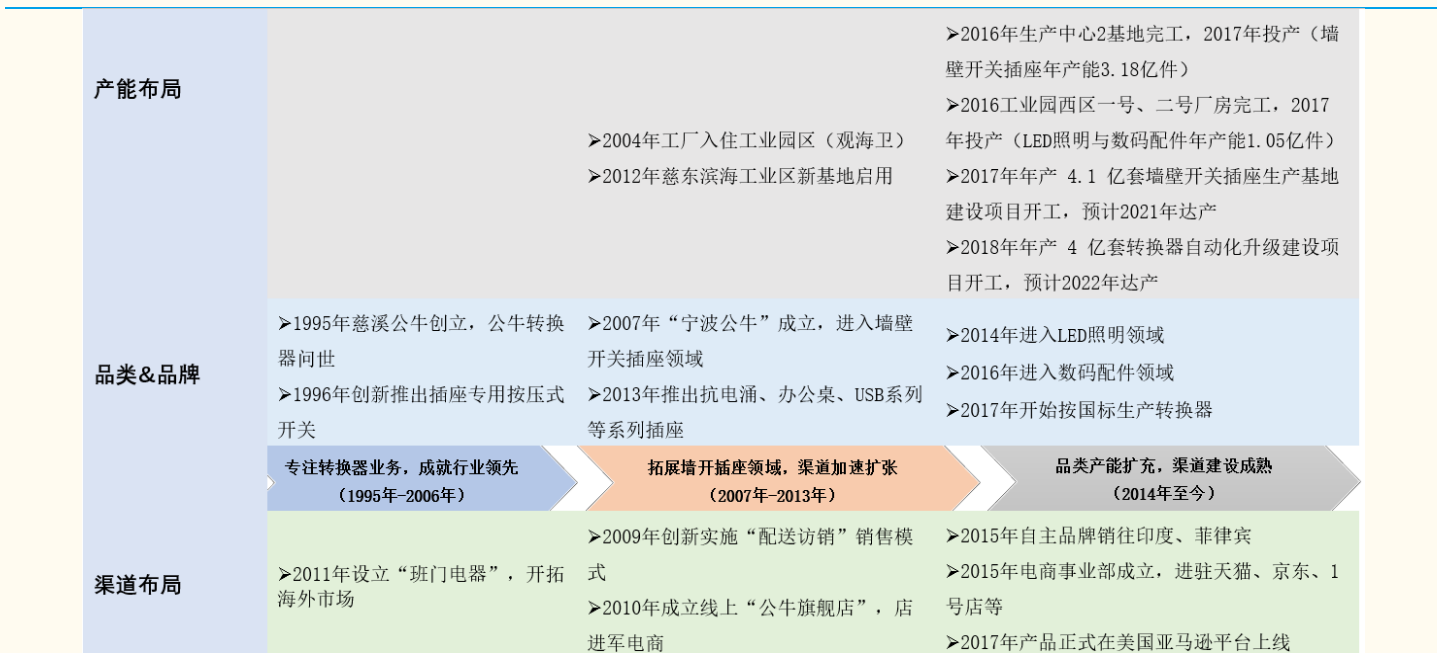 产能布局
➢2004年工厂入住工业园区（观海卫）
➢2012年慈东滨海工业区新基地启用
➢2016年生产中心2基地完工，2017年投产（墙
壁开关插座年产能3.18亿件）
➢2016工业园西区一号、二号厂房完工，2017
年投产（LED照明与数码配件年产能1.05亿件）
➢2017年年产 4.1 亿套墙壁开关插座生产基地
建设项目开工，预计2021年达产
➢2018年年产 4 亿套转换器自动化升级建设项
目开工，预计2022年达产
品类&品牌
➢1995年慈溪公牛创立，公牛转换
器问世
➢1996年创新推出插座专用按压式
开关
➢2007年“宁波公牛”成立，进入墙壁
开关插座领域
➢2013年推出抗电涌、办公桌、USB系列
等系列插座
➢2014年进入LED照明领域
➢2016年进入数码配件领域
➢2017年开始按国标生产转换器
专注转换器业务，成就行业领先
（1995年-2006年）
拓展墙开插座领域，渠道加速扩张
（2007年-2013年）
品类产能扩充，渠道建设成熟
（2014年至今）
渠道布局
➢2011年设立“班门电器”，开拓
海外市场
➢2009年创新实施“配送访销”销售模
式
➢2010年成立线上“公牛旗舰店”，店
进军电商
➢2015年自主品牌销往印度、菲律宾
➢2015年电商事业部成立，进驻天猫、京东、1
号店等
➢2017年产品正式在美国亚马逊平台上线